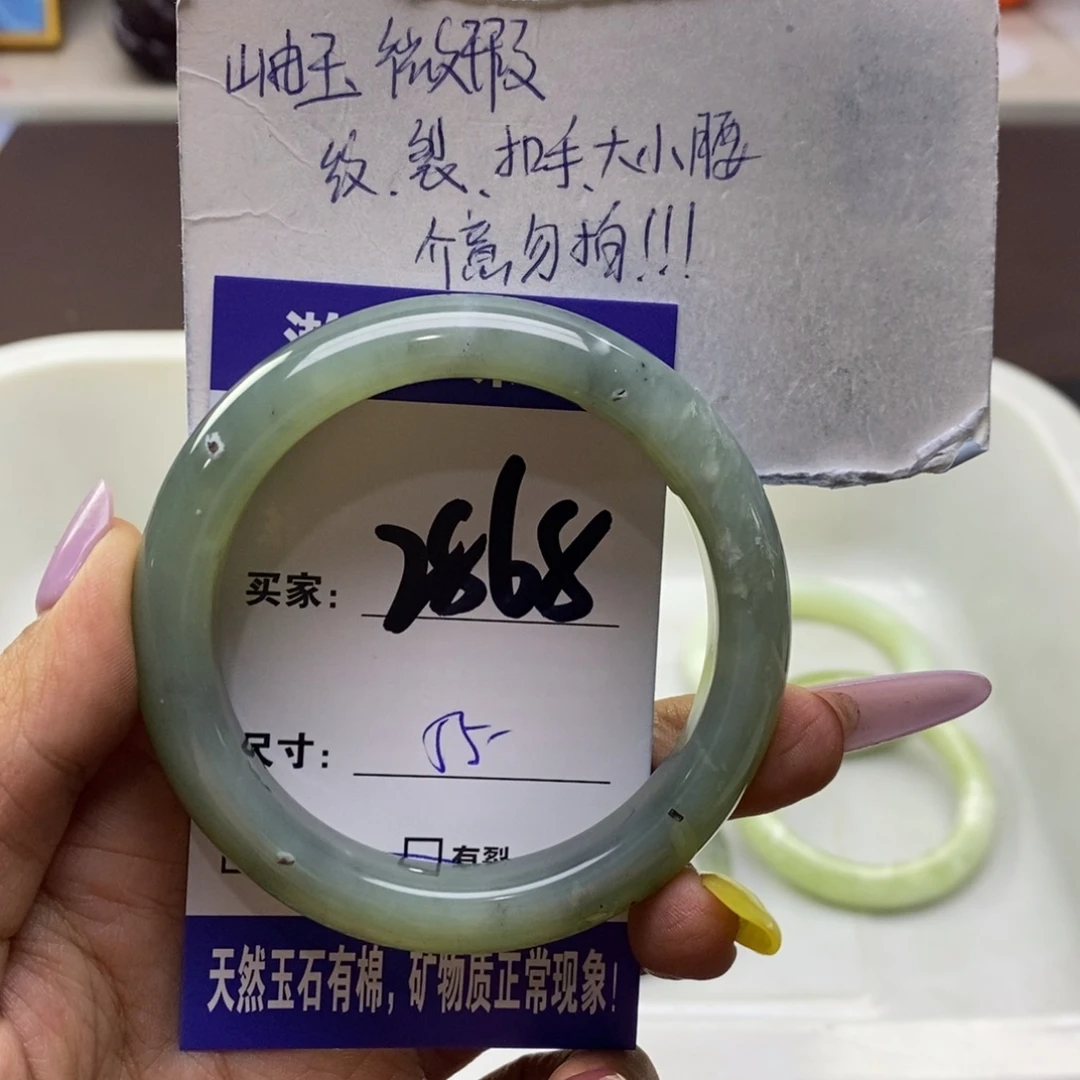 岫玉 微瑕
纹、裂、扣手、大小腰
介意勿拍!!!
买家:
尺寸:
有裂
天然玉石有棉,矿物质正常现象!